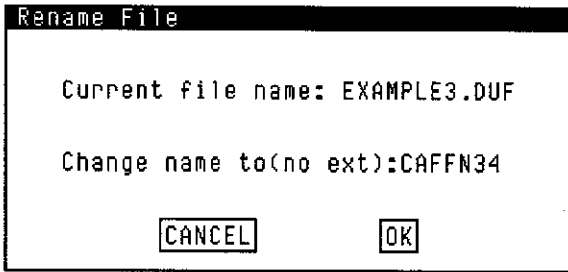 Rename File
Current file name: EXAMPLE3.DUF
Change name to(no ext):CAFFN34
CANCEL OK